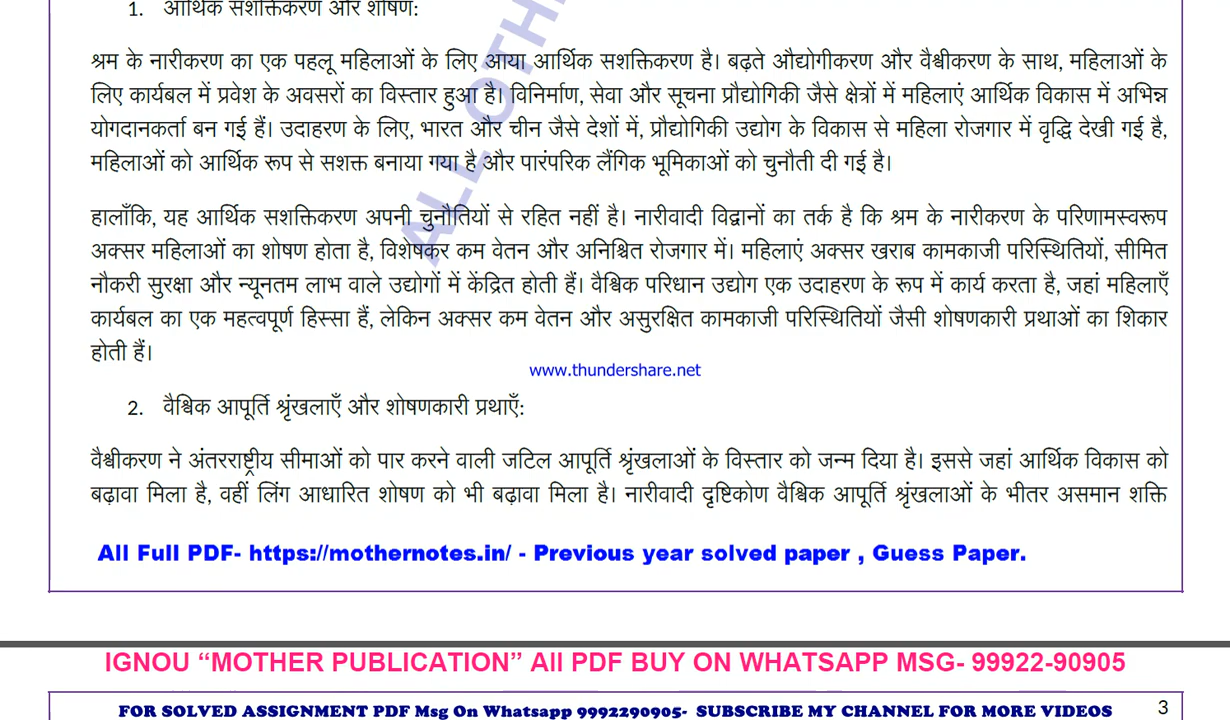 1. आर्थिक सशक्तिकरण और शोषण:
श्रम के नारीकरण का एक पहलू महिलाओं के लिए आया आर्थिक सशक्तिकरण है। बढ़ते औद्योगीकरण और वैश्वीकरण के साथ, महिलाओं के
लिए कार्यबल में प्रवेश के अवसरों का विस्तार हुआ है। विनिर्माण, सेवा और सूचना प्रौद्योगिकी जैसे क्षेत्रों में महिलाएं आर्थिक विकास में अभिन्न
योगदानकर्ता बन गई हैं। उदाहरण के लिए, भारत और चीन जैसे देशों में, प्रौद्योगिकी उद्योग के विकास से महिला रोजगार में वृद्धि देखी गई है,
महिलाओं को आर्थिक रूप से सशक्त बनाया गया है और पारंपरिक लैंगिक भूमिकाओं को चुनौती दी गई है।
हालाँकि, यह आर्थिक सशक्तिकरण अपनी चुनौतियों से रहित नहीं है। नारीवादी विद्वानों का तर्क है कि श्रम के नारीकरण के परिणामस्वरूप
अक्सर महिलाओं का शोषण होता है, विशेषकर कम वेतन और अनिश्चित रोजगार में। महिलाएं अक्सर खराब कामकाजी परिस्थितियों, सीमित
नौकरी सुरक्षा और न्यूनतम लाभ वाले उद्योगों में केंद्रित होती हैं। वैश्विक परिधान उद्योग एक उदाहरण के रूप में कार्य करता है, जहां महिलाएँ
कार्यबल का एक महत्वपूर्ण हिस्सा हैं, लेकिन अक्सर कम वेतन और असुरक्षित कामकाजी परिस्थितियों जैसी शोषणकारी प्रथाओं का शिकार
होती हैं।
www.thundershare.net
2. वैश्विक आपूर्ति श्रृंखलाएँ और शोषणकारी प्रथाएँ:
वैश्वीकरण ने अंतरराष्ट्रीय सीमाओं को पार करने वाली जटिल आपूर्ति श्रृंखलाओं के विस्तार को जन्म दिया है। इससे जहां आर्थिक विकास को
बढ़ावा मिला है, वहीं लिंग आधारित शोषण को भी बढ़ावा मिला है। नारीवादी दृष्टिकोण वैश्विक आपूर्ति श्रृंखलाओं के भीतर असमान शक्ति
All Full PDF- https://mothernotes.in/ - Previous year solved paper , Guess Paper.
IGNOU “MOTHER PUBLICATION” All PDF BUY ON WHATSAPP MSG- 99922-90905
FOR SOLVED ASSIGNMENT PDF Msg On Whatsapp 9992290905- SUBSCRIBE MY CHANNEL FOR MORE VIDEOS
3
ALL OTH